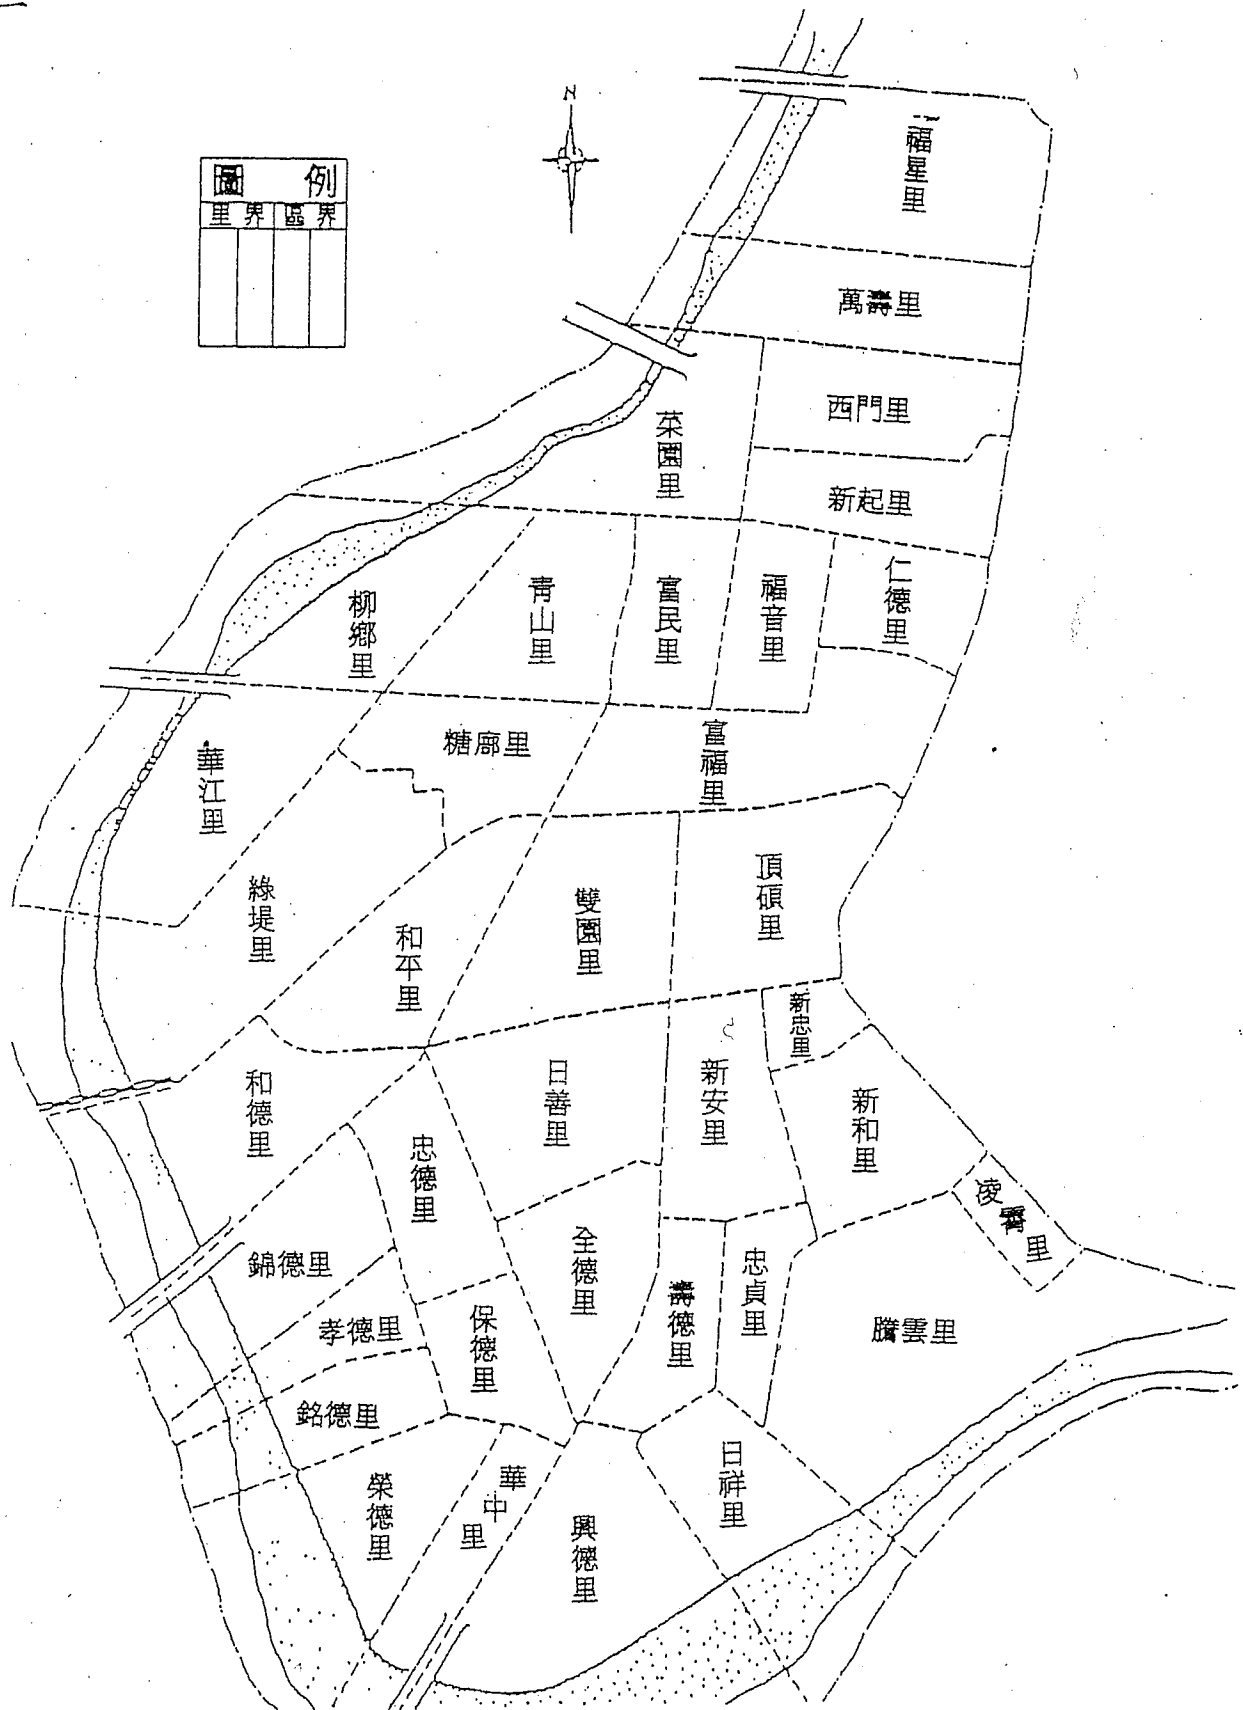 N
圖 例
里界 區界
福星里
萬壽里
西門里
菜園里
新起里
仁德里
福音里
富民里
青山里
柳鄉里
糖廍里
富福里
華江里
綠堤里
和平里
雙園里
頂碩里
新忠里
新安里
新和里
日善里
和德里
忠德里
凌霄里
全德里
錦德里
孝德里
保德里
壽德里
忠貞里
騰雲里
銘德里
榮德里
華中里
興德里
日祥里